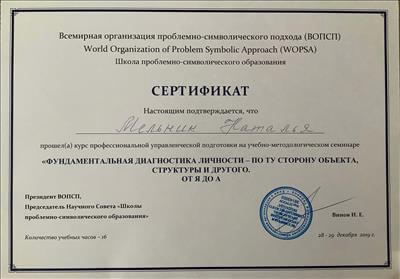 Всемирная организация проблемно-символического подхода (ВОПСП)
World Organization of Problem Symbolic Approach (WOPSA)
Школа проблемно-символического образования
СЕРТИФИКАТ
Настоящим подтверждается, что
Мельник Наталья
прошел(а) курс профессиональной управленческой подготовки на учебно-методологическом семинаре
«ФУНДАМЕНТАЛЬНАЯ ДИАГНОСТИКА ЛИЧНОСТИ – ПО ТУ СТОРОНУ ОБЪЕКТА,
СТРУКТУРЫ И ДРУГОГО.
ОТ Я ДО А
Президент ВОПСП,
Председатель Научного Совета «Школы
проблемно-символического образования»
Винов И. Е.
Количество учебных часов - 16
28 - 29 декабря 2019 г.